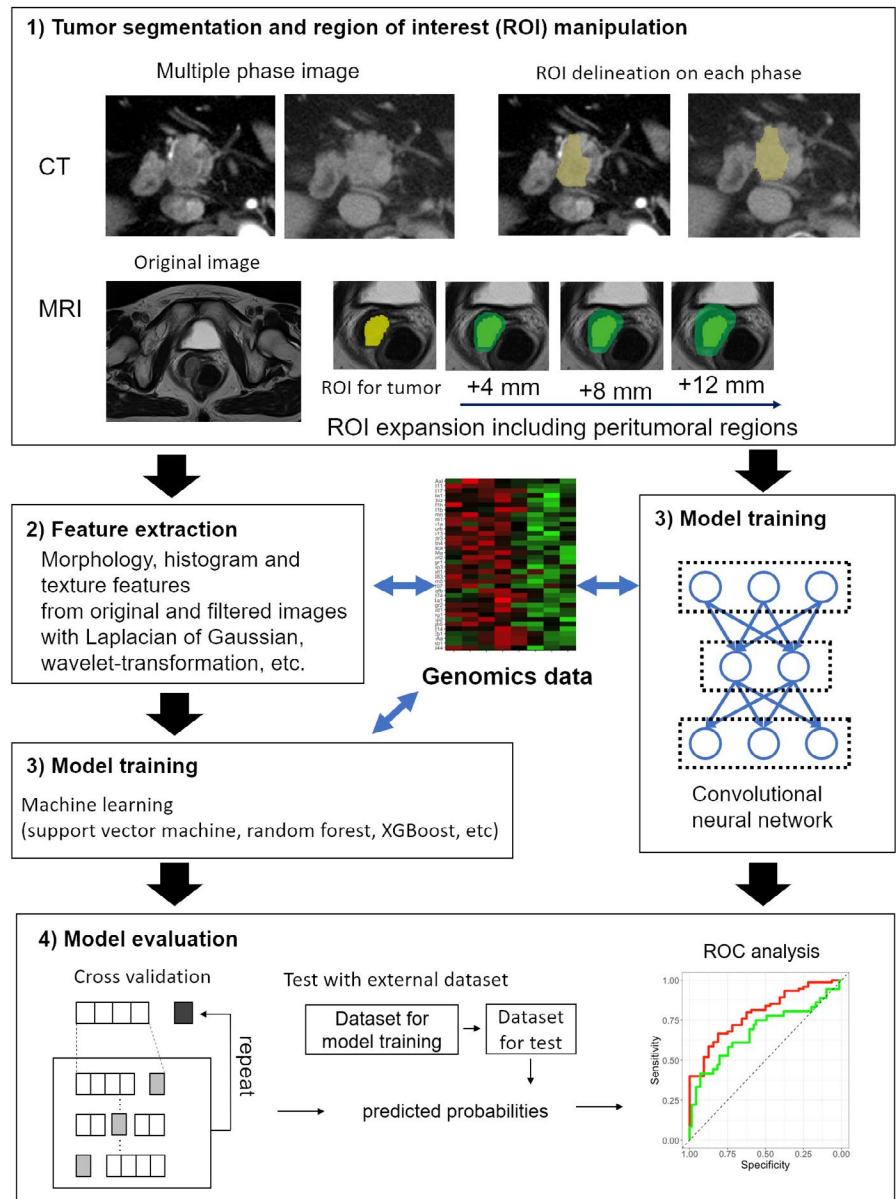 1) Tumor segmentation and region of interest (ROI) manipulation
Multiple phase image
ROI delineation on each phase
CT
Original image
MRI
ROI for tumor
+4 mm
+8 mm
+12 mm
ROI expansion including peritumoral regions
2) Feature extraction
Morphology, histogram and
texture features
from original and filtered images
with Laplacian of Gaussian,
wavelet-transformation, etc.
Genomics data
3) Model training
Machine learning
(support vector machine, random forest, XGBoost, etc)
3) Model training
Convolutional
neural network
4) Model evaluation
Cross validation
repeat
Test with external dataset
Dataset for
model training
Dataset
for test
predicted probabilities
ROC analysis
Sensitivity
1.00
0.75
0.50
0.25
0.00
1.00
0.75
0.50
0.25
0.00
Specificity